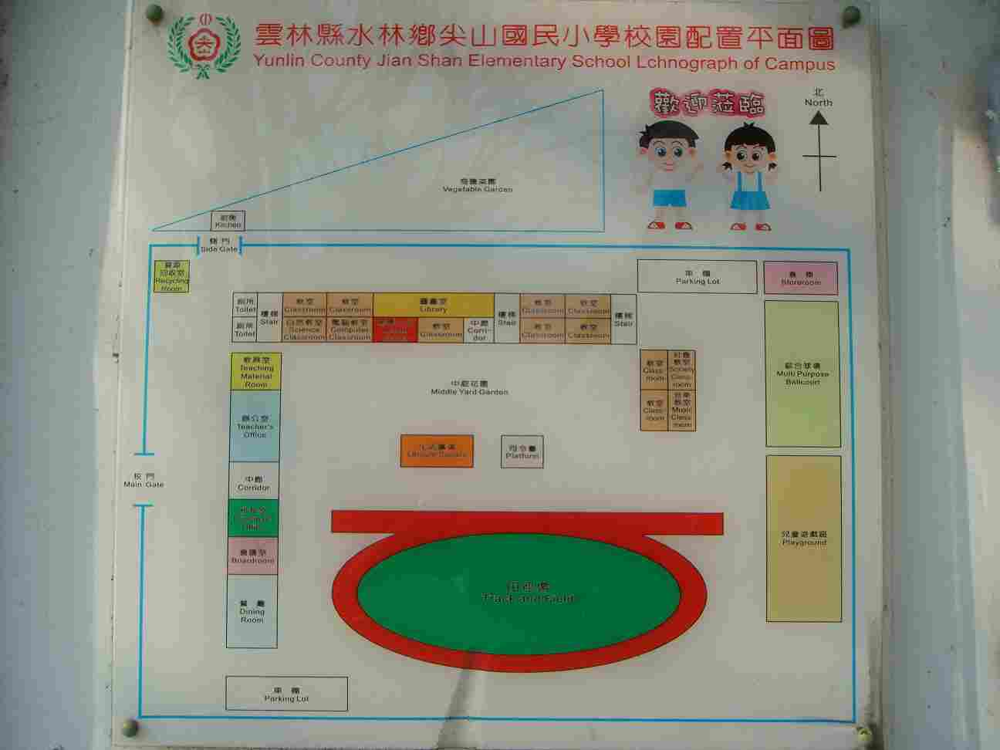 雲林縣水林鄉尖山國民小學校園配置平面圖
Yunlin County Jian Shan Elementary School Lchnograph of Campus
歡迎蒞臨
北
North
Vegetable Garden
廚房
Kitchen
側門
Side Gate
資源
回收室
Recycling
Room
車棚
Parking Lot
倉庫
Storeroom
廁所
Toilet
樓梯
Stair
教室
Classroom
教室
Classroom
圖書室
Library
樓梯
Stair
教室
Classroom
教室
Classroom
樓梯
Stair
廁所
Toilet
自然教室
Science
Classroom
電腦教室
Computer
Classroom
教室
Classroom
中廊
Corri-
dor
教室
Classroom
教室
Classroom
教具室
Teaching
Material
Room
中庭花園
Middle Yard Garden
教室
Class-
room
社會
教室
Society
Class-
room
綜合球場
Multi Purpose
Ballcourt
教室
Class-
room
音樂
教室
Music
Class-
room
辦公室
Teacher's
Office
司令臺
Platform
校門
Main Gate
中廊
Corridor
會議室
Boardroom
兒童遊戲區
Playground
田徑場
Track and Field
餐廳
Dining
Room
車棚
Parking Lot